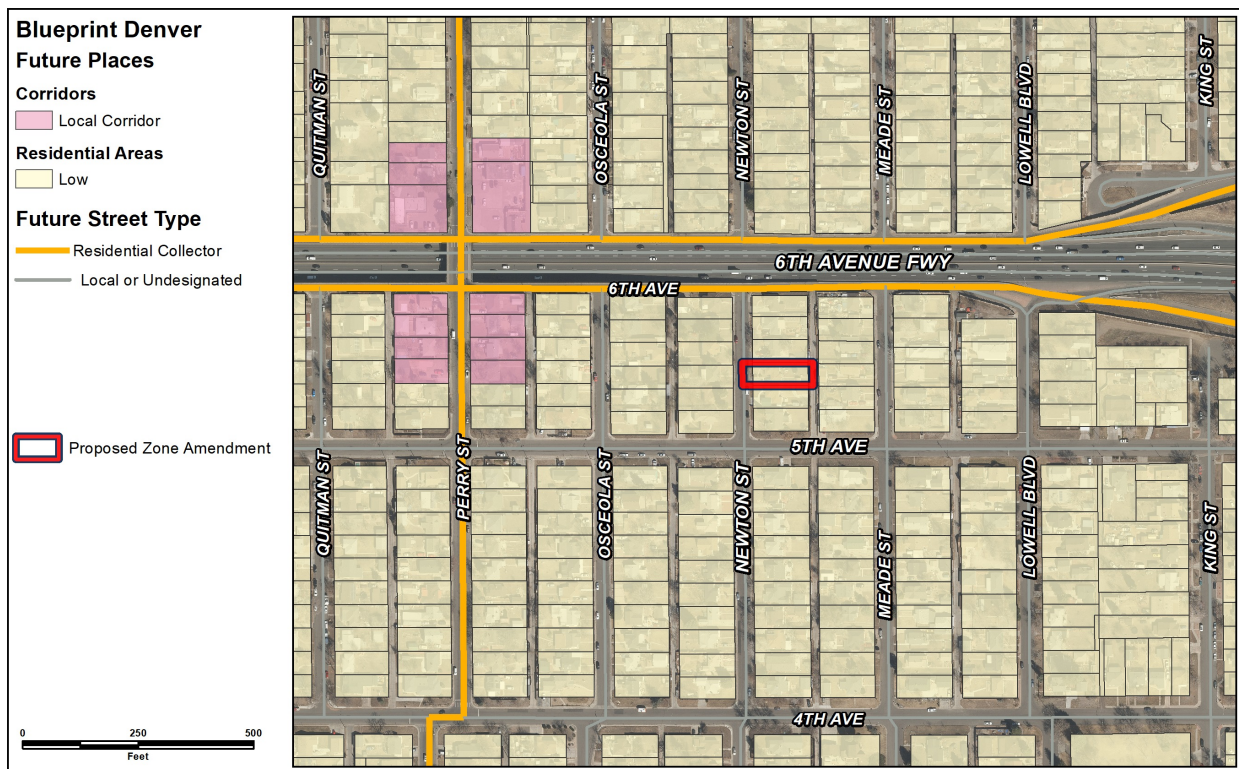 Blueprint Denver
Future Places
Corridors
Local Corridor
Residential Areas
Low
Future Street Type
Residential Collector
Local or Undesignated
Proposed Zone Amendment
0 250 500
Feet
QUITMAN ST
OSCEOLA ST
NEWTON ST
MEADE ST
LOWELL BLVD
KING ST
6TH AVENUE FWY
6TH AVE
5TH AVE
QUITMAN ST
PERRY ST
OSCEOLA ST
NEWTON ST
MEADE ST
LOWELL BLVD
KING ST
4TH AVE